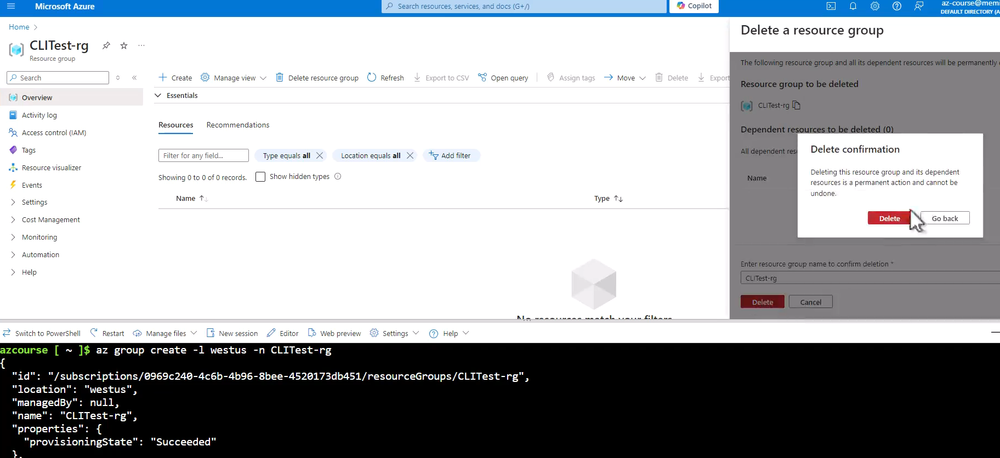 Microsoft Azure
Search resources, services, and docs (G+/)
Copilot
az-course@memi
DEFAULT DIRECTORY (A
Home
CLITest-rg
Resource group
Search
Overview
Activity log
Access control (IAM)
Tags
Resource visualizer
Events
Settings
Cost Management
Monitoring
Automation
Help
Create
Manage view
Delete resource group
Refresh
Export to CSV
Open query
Assign tags
Move
Delete
Export
Essentials
Resources
Recommendations
Filter for any field...
Type equals all
Location equals all
Add filter
Showing 0 to 0 of 0 records.
Show hidden types
Name
Type
No resources match your filters
Delete a resource group
The following resource group and all its dependent resources will be permanently
Resource group to be deleted
CLITest-rg
Dependent resources to be deleted (0)
All dependent
Name
Delete confirmation
Deleting this resource group and its dependent
resources is a permanent action and cannot be
undone.
Delete
Go back
Enter resource group name to confirm deletion *
CLITest-rg
Delete
Cancel
Switch to PowerShell
Restart
Manage files
New session
Editor
Web preview
Settings
Help
azcourse [ ~ ]$ az group create -l westus -n CLITest-rg
{
"id": "/subscriptions/0969c240-4c6b-4b96-8bee-4520173db451/resourceGroups/CLITest-rg",
"location": "westus",
"managedBy": null,
"name": "CLITest-rg",
"properties": {
"provisioningState": "Succeeded"
},